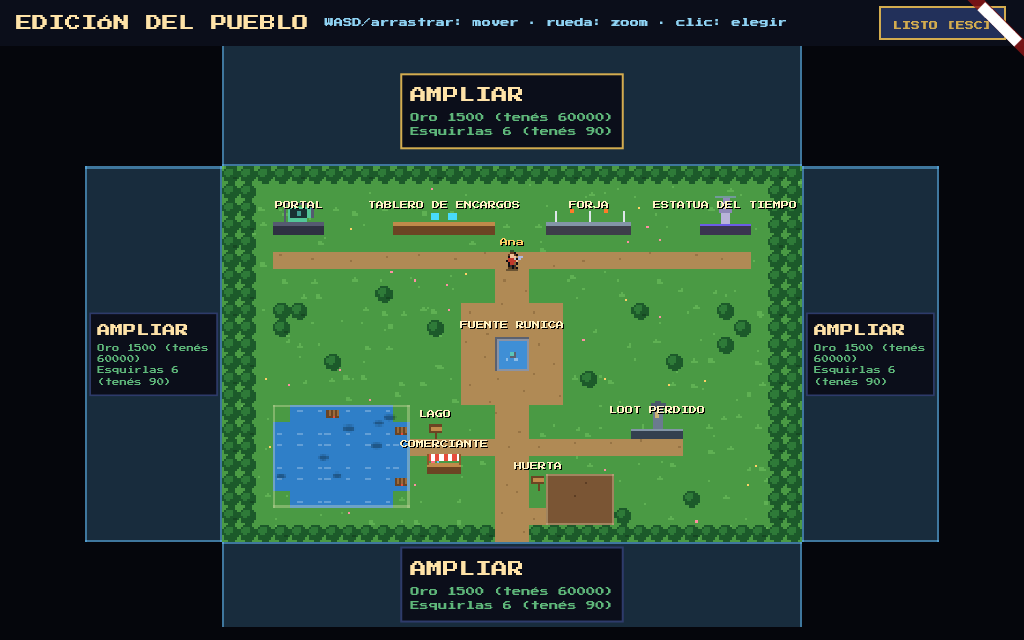 EDICIÓN DEL PUEBLO
WASD/arrastrar: mover · rueda: zoom · clic: elegir
LISTO [ESC]
AMPLIAR
Oro 1500 (tenés 60000)
Esquirlas 6 (tenés 90)
PORTAL
TABLERO DE ENCARGOS
FORJA
ESTATUA DEL TIEMPO
Ana
AMPLIAR
Oro 1500 (tenés
60000)
Esquirlas 6
(tenés 90)
FUENTE RUNICA
AMPLIAR
Oro 1500 (tenés
60000)
Esquirlas 6
(tenés 90)
LAGO
LOOT PERDIDO
COMERCIANTE
HUERTA
AMPLIAR
Oro 1500 (tenés 60000)
Esquirlas 6 (tenés 90)